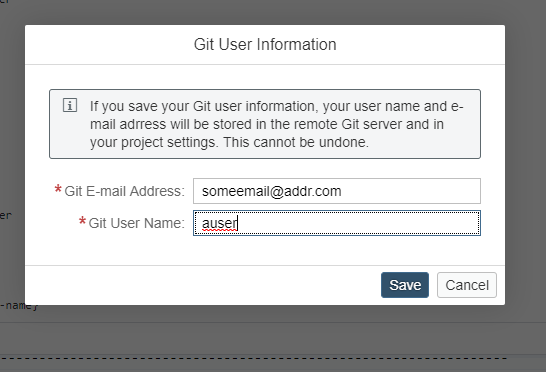 er
Git User Information
If you save your Git user information, your user name and e-
mail adrress will be stored in the remote Git server and in
your project settings. This cannot be undone.
*Git E-mail Address: someemail@addr.com
er
*Git User Name: auser
Save Cancel
-name}